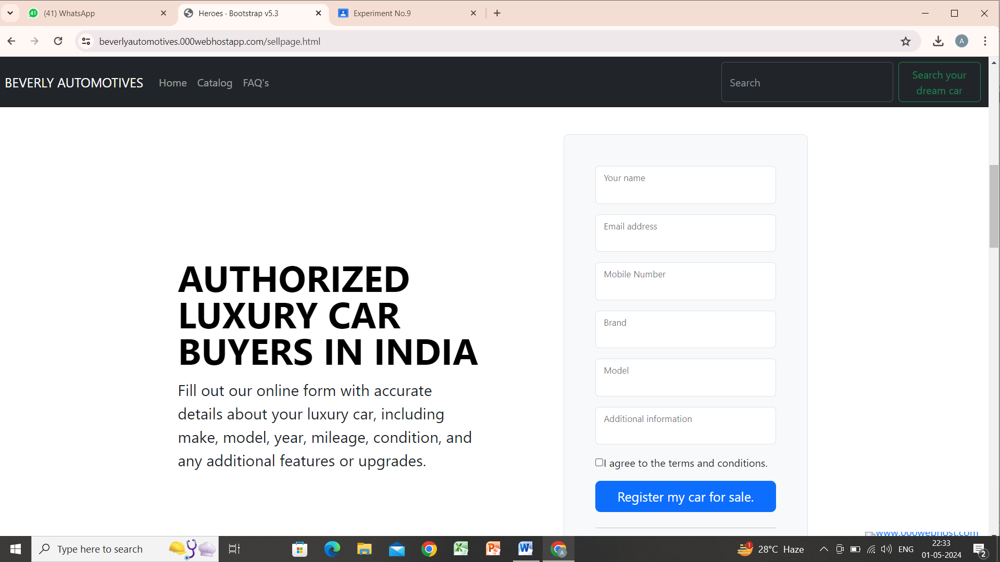 (41) WhatsApp
Heroes · Bootstrap v5.3
Experiment No.9
beverlyautomotives.000webhostapp.com/sellpage.html
A
BEVERLY AUTOMOTIVES
Home
Catalog
FAQ's
Search
Search your
dream car
AUTHORIZED
LUXURY CAR
BUYERS IN INDIA
Fill out our online form with accurate
details about your luxury car, including
make, model, year, mileage, condition, and
any additional features or upgrades.
Your name
Email address
Mobile Number
Brand
Model
Additional information
I agree to the terms and conditions.
Register my car for sale.
www.000webhost.com
Type here to search
1
28°C Haze
ENG
22:33
01-05-2024
2